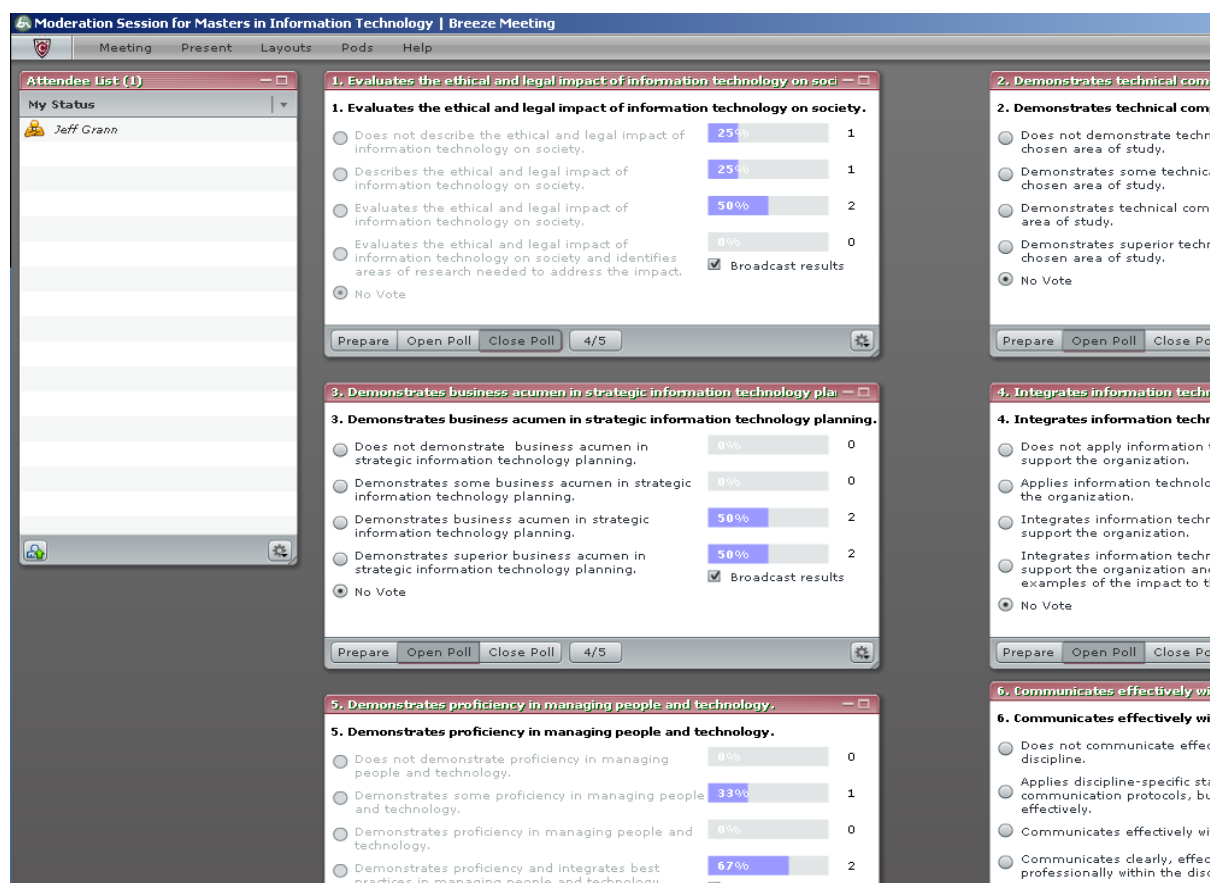 Moderation Session for Masters in Information Technology | Breeze Meeting
Meeting Present Layouts Pods Help
Attendee List (1)
My Status
Jeff Grann
1. Evaluates the ethical and legal impact of information technology on soci
1. Evaluates the ethical and legal impact of information technology on society.
Does not describe the ethical and legal impact of
information technology on society.
25% 1
Describes the ethical and legal impact of
information technology on society.
25% 1
Evaluates the ethical and legal impact of
information technology on society.
50% 2
Evaluates the ethical and legal impact of
information technology on society and identifies
areas of research needed to address the impact.
0% 0
Broadcast results
No Vote
Prepare Open Poll Close Poll 4/5
2. Demonstrates technical com
2. Demonstrates technical com
Does not demonstrate techn
chosen area of study.
Demonstrates some technica
chosen area of study.
Demonstrates technical com
area of study.
Demonstrates superior techn
chosen area of study.
No Vote
Prepare Open Poll Close Po
3. Demonstrates business acumen in strategic information technology pla
3. Demonstrates business acumen in strategic information technology planning.
Does not demonstrate business acumen in
strategic information technology planning.
0% 0
Demonstrates some business acumen in strategic
information technology planning.
0% 0
Demonstrates business acumen in strategic
information technology planning.
50% 2
Demonstrates superior business acumen in
strategic information technology planning.
50% 2
Broadcast results
No Vote
Prepare Open Poll Close Poll 4/5
4. Integrates information techn
4. Integrates information techn
Does not apply information
support the organization.
Applies information technolo
the organization.
Integrates information techn
support the organization.
Integrates information techn
support the organization and
examples of the impact to t
No Vote
Prepare Open Poll Close Po
5. Demonstrates proficiency in managing people and technology.
5. Demonstrates proficiency in managing people and technology.
Does not demonstrate proficiency in managing
people and technology.
0% 0
Demonstrates some proficiency in managing people
and technology.
33% 1
Demonstrates proficiency in managing people and
technology.
0% 0
Demonstrates proficiency and integrates best
practices in managing people and technology.
67% 2
6. Communicates effectively wi
6. Communicates effectively wi
Does not communicate effec
discipline.
Applies discipline-specific sta
communication protocols, bu
effectively.
Communicates effectively wi
Communicates clearly, effec
professionally within the disc